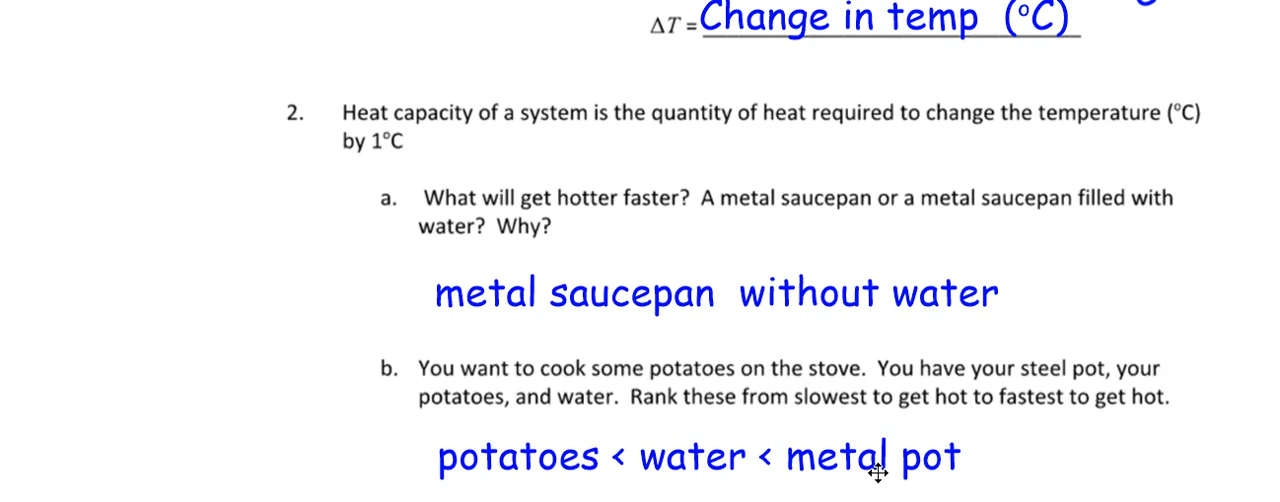 ΔT = Change in temp (°C)
2. Heat capacity of a system is the quantity of heat required to change the temperature (°C)
by 1°C
a. What will get hotter faster? A metal saucepan or a metal saucepan filled with
water? Why?
metal saucepan without water
b. You want to cook some potatoes on the stove. You have your steel pot, your
potatoes, and water. Rank these from slowest to get hot to fastest to get hot.
potatoes < water < metal pot